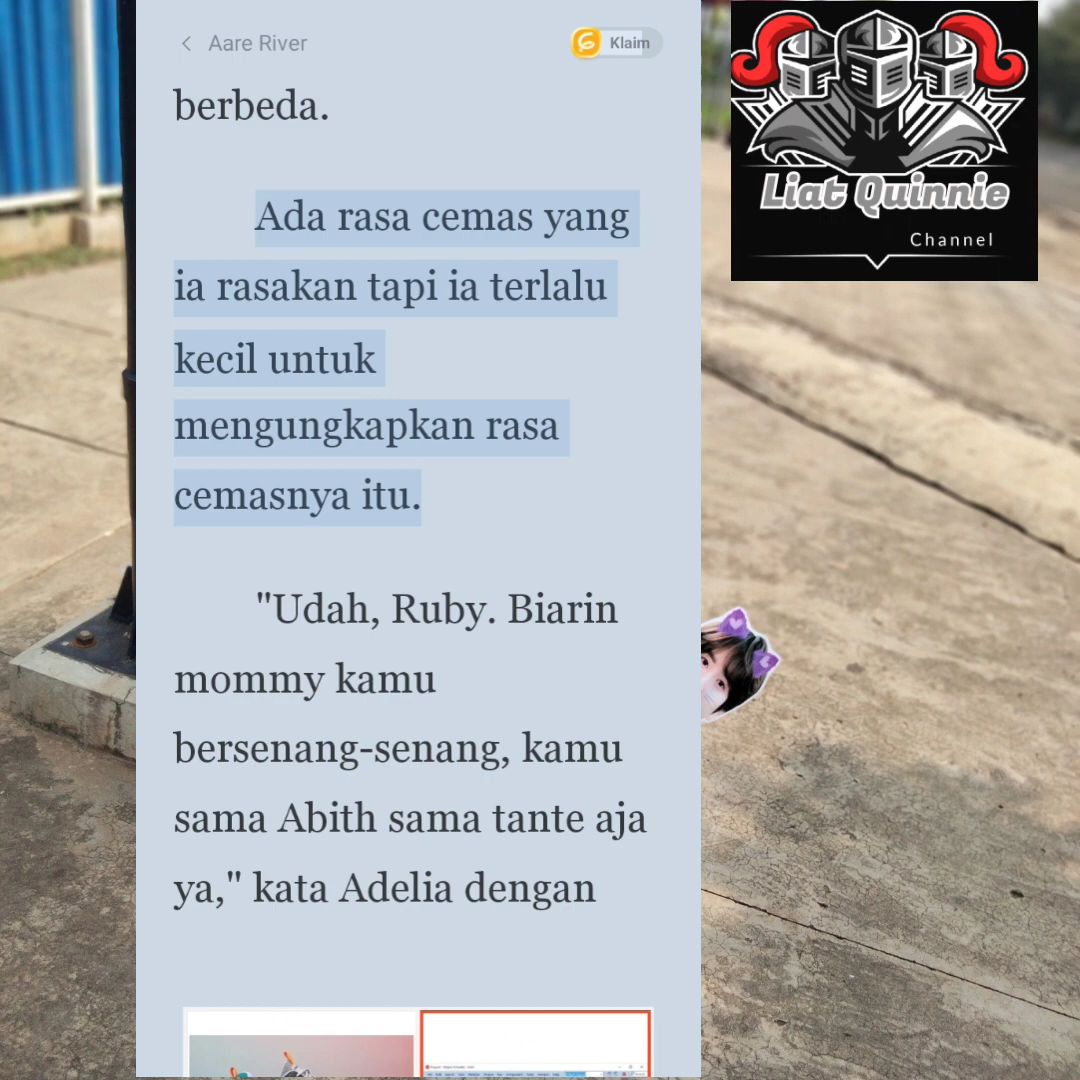 Aare River
Klaim
berbeda.
Ada rasa cemas yang
ia rasakan tapi ia terlalu
kecil untuk
mengungkapkan rasa
cemasnya itu.
"Udah, Ruby. Biarin
mommy kamu
bersenang-senang, kamu
sama Abith sama tante aja
ya," kata Adelia dengan
Liat Quinnie
Channel